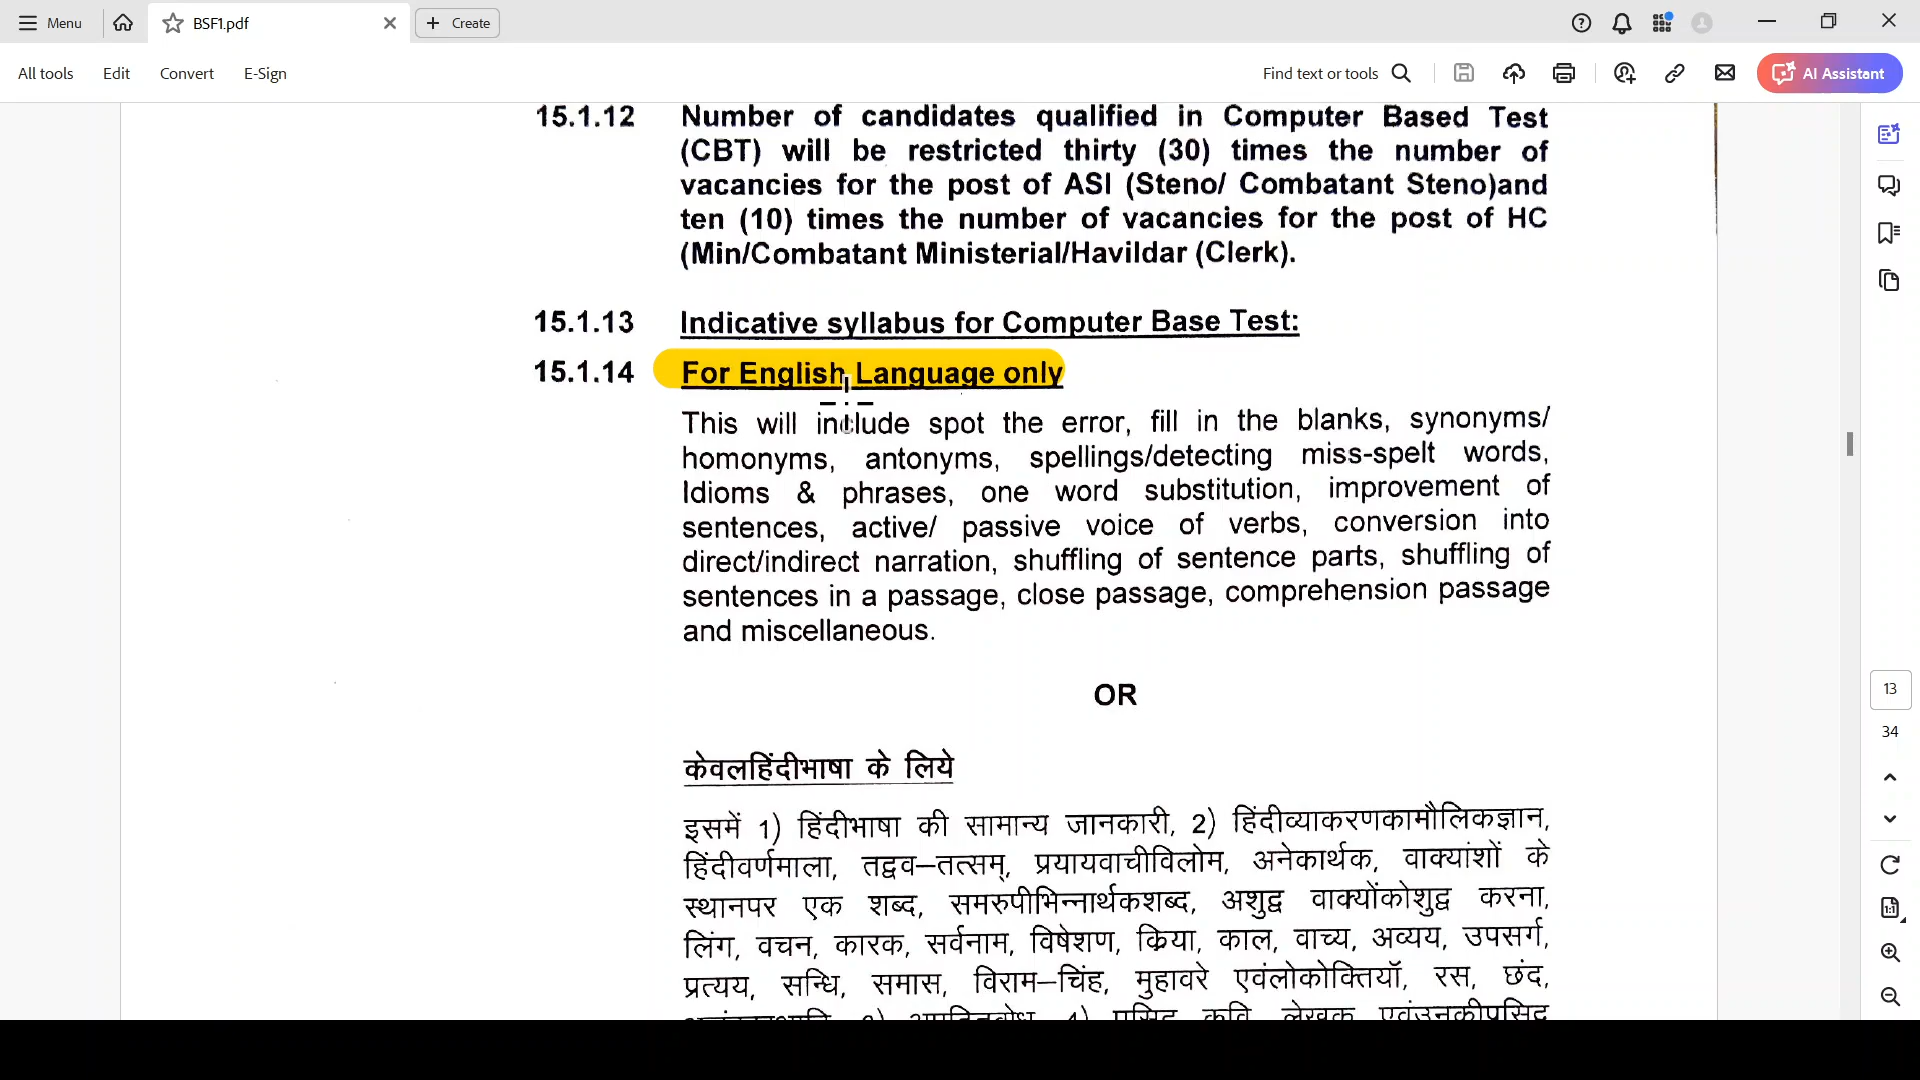 Menu
BSF1.pdf
Create
All tools
Edit
Convert
E-Sign
Find text or tools
AI Assistant
15.1.12 Number of candidates qualified in Computer Based Test
(CBT) will be restricted thirty (30) times the number of
vacancies for the post of ASI (Steno/ Combatant Steno)and
ten (10) times the number of vacancies for the post of HC
(Min/Combatant Ministerial/Havildar (Clerk).
15.1.13 Indicative syllabus for Computer Base Test:
15.1.14 For English Language only
This will include spot the error, fill in the blanks, synonyms/
homonyms, antonyms, spellings/detecting miss-spelt words,
Idioms & phrases, one word substitution, improvement of
sentences, active/ passive voice of verbs, conversion into
direct/indirect narration, shuffling of sentence parts, shuffling of
sentences in a passage, close passage, comprehension passage
and miscellaneous.
OR
केवलहिंदीभाषा के लिये
इसमें 1) हिंदीभाषा की सामान्य जानकारी, 2) हिंदीव्याकरणकामौलिकज्ञान,
हिंदीवर्णमाला, तद्वव–तत्सम्, प्रयायवाचीविलोम, अनेकार्थक, वाक्यांशों के
स्थानपर एक शब्द, समरुपीभिन्नार्थकशब्द, अशुद्व वाक्योंकोशुद्व करना,
लिंग, वचन, कारक, सर्वनाम, विषेशण, क्रिया, काल, वाच्य, अव्यय, उपसर्ग,
प्रत्यय, सन्धि, समास, विराम–चिंह, मुहावरे एवंलोकोक्तियॉ, रस, छंद,
13
34